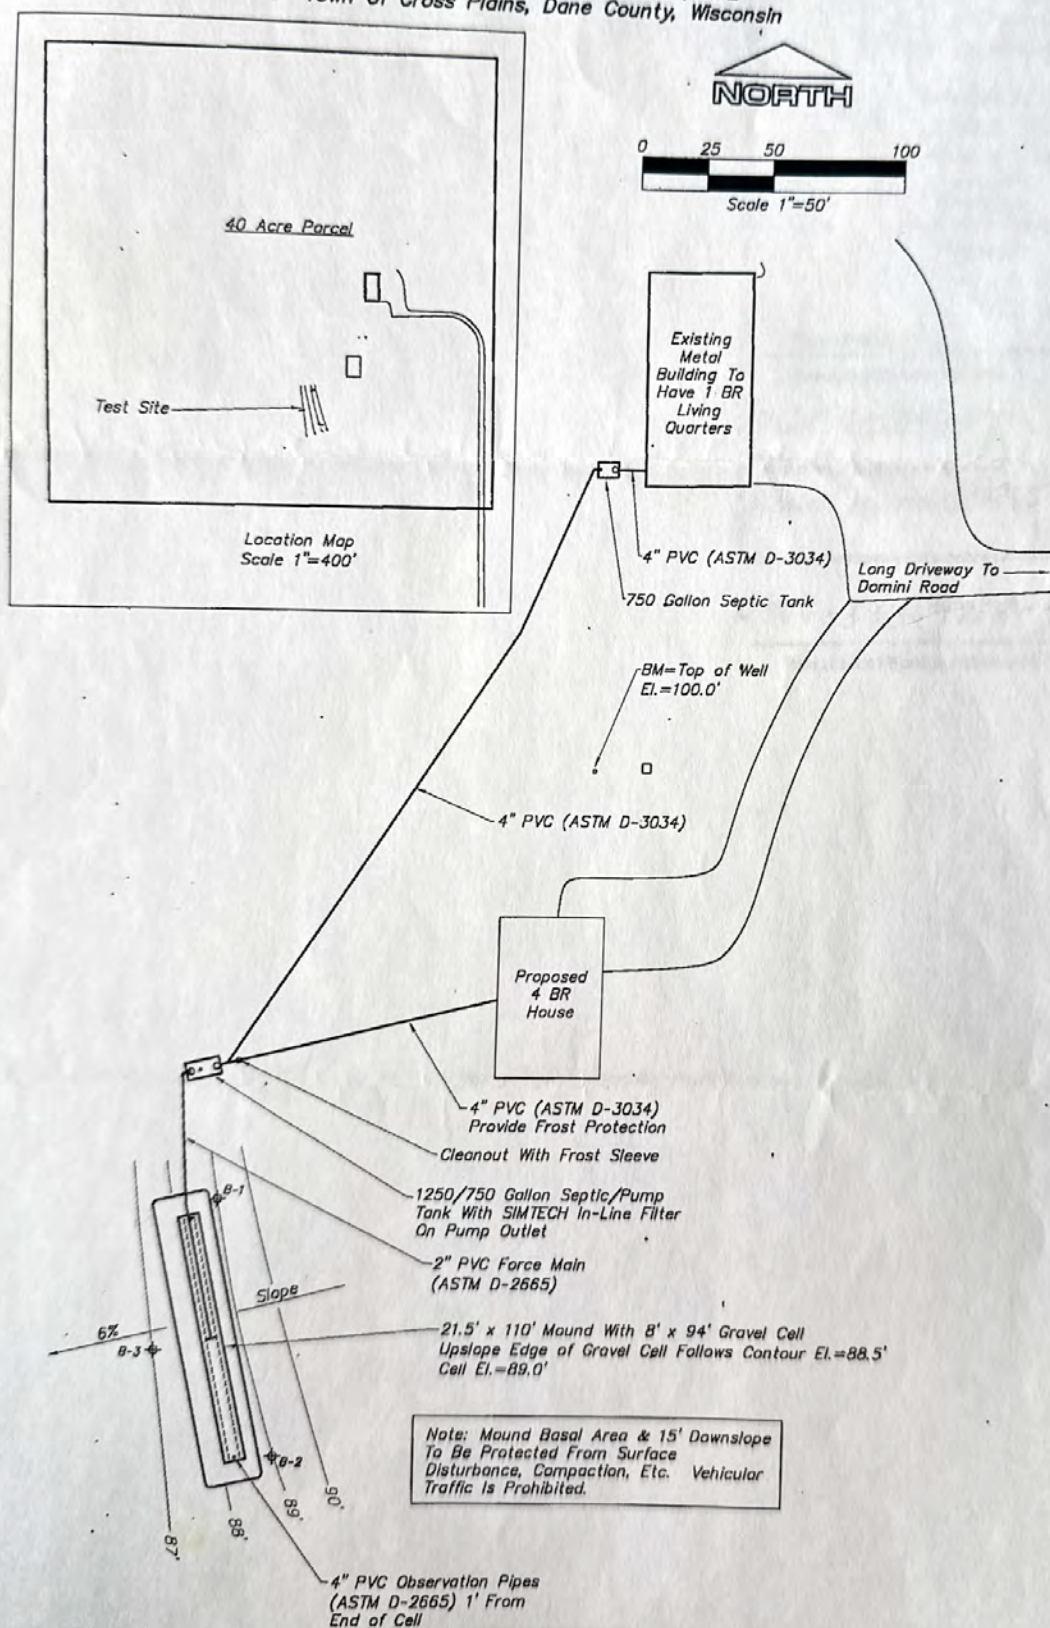 Town of Cross Plains, Dane County, Wisconsin
NORTH
0 25 50 100
Scale 1"=50'
40 Acre Parcel
Test Site
Location Map
Scale 1"=400'
Existing
Metal
Building To
Have 1 BR
Living
Quarters
4" PVC (ASTM D-3034)
750 Gallon Septic Tank
Long Driveway To
Domini Road
BM=Top of Well
El.=100.0'
4" PVC (ASTM D-3034)
Proposed
4 BR
House
4" PVC (ASTM D-3034)
Provide Frost Protection
Cleanout With Frost Sleeve
1250/750 Gallon Septic/Pump
Tank With SIMTECH In-Line Filter
On Pump Outlet
2" PVC Force Main
(ASTM D-2665)
B-1
Slope
6%
B-3
21.5' x 110' Mound With 8' x 94' Gravel Cell
Upslope Edge of Gravel Cell Follows Contour El.=88.5'
Cell El.=89.0'
B-2
Note: Mound Basal Area & 15' Downslope
To Be Protected From Surface
Disturbance, Compaction, Etc. Vehicular
Traffic Is Prohibited.
90'
89'
88'
87'
4" PVC Observation Pipes
(ASTM D-2665) 1' From
End of Cell